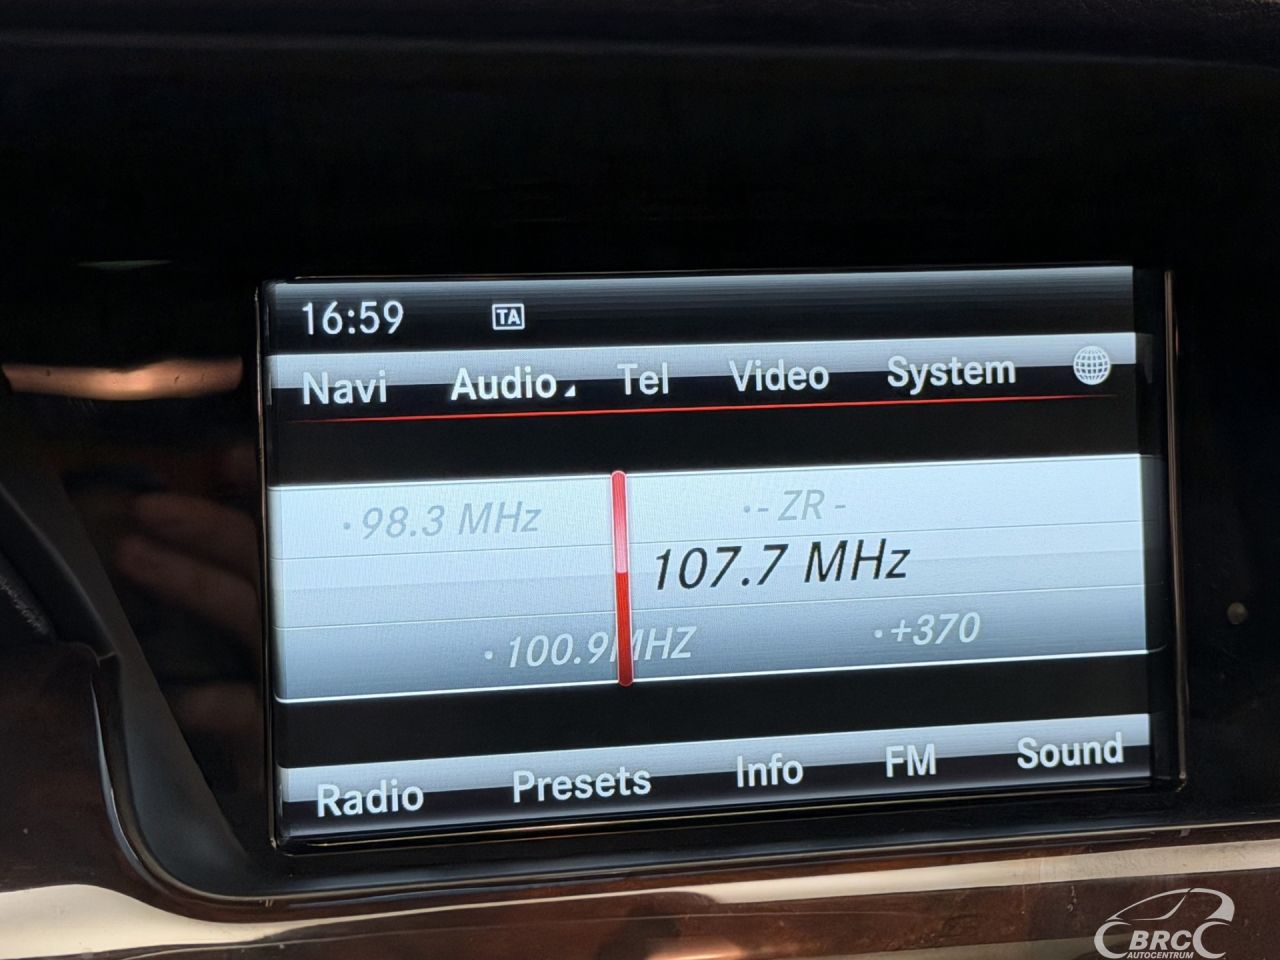 16:59 TA
Navi Audio Tel Video System
·98.3 MHz ·- ZR -
107.7 MHz
·100.9MHZ ·+370
Radio Presets Info FM Sound
BRC
AUTOCENTRUM